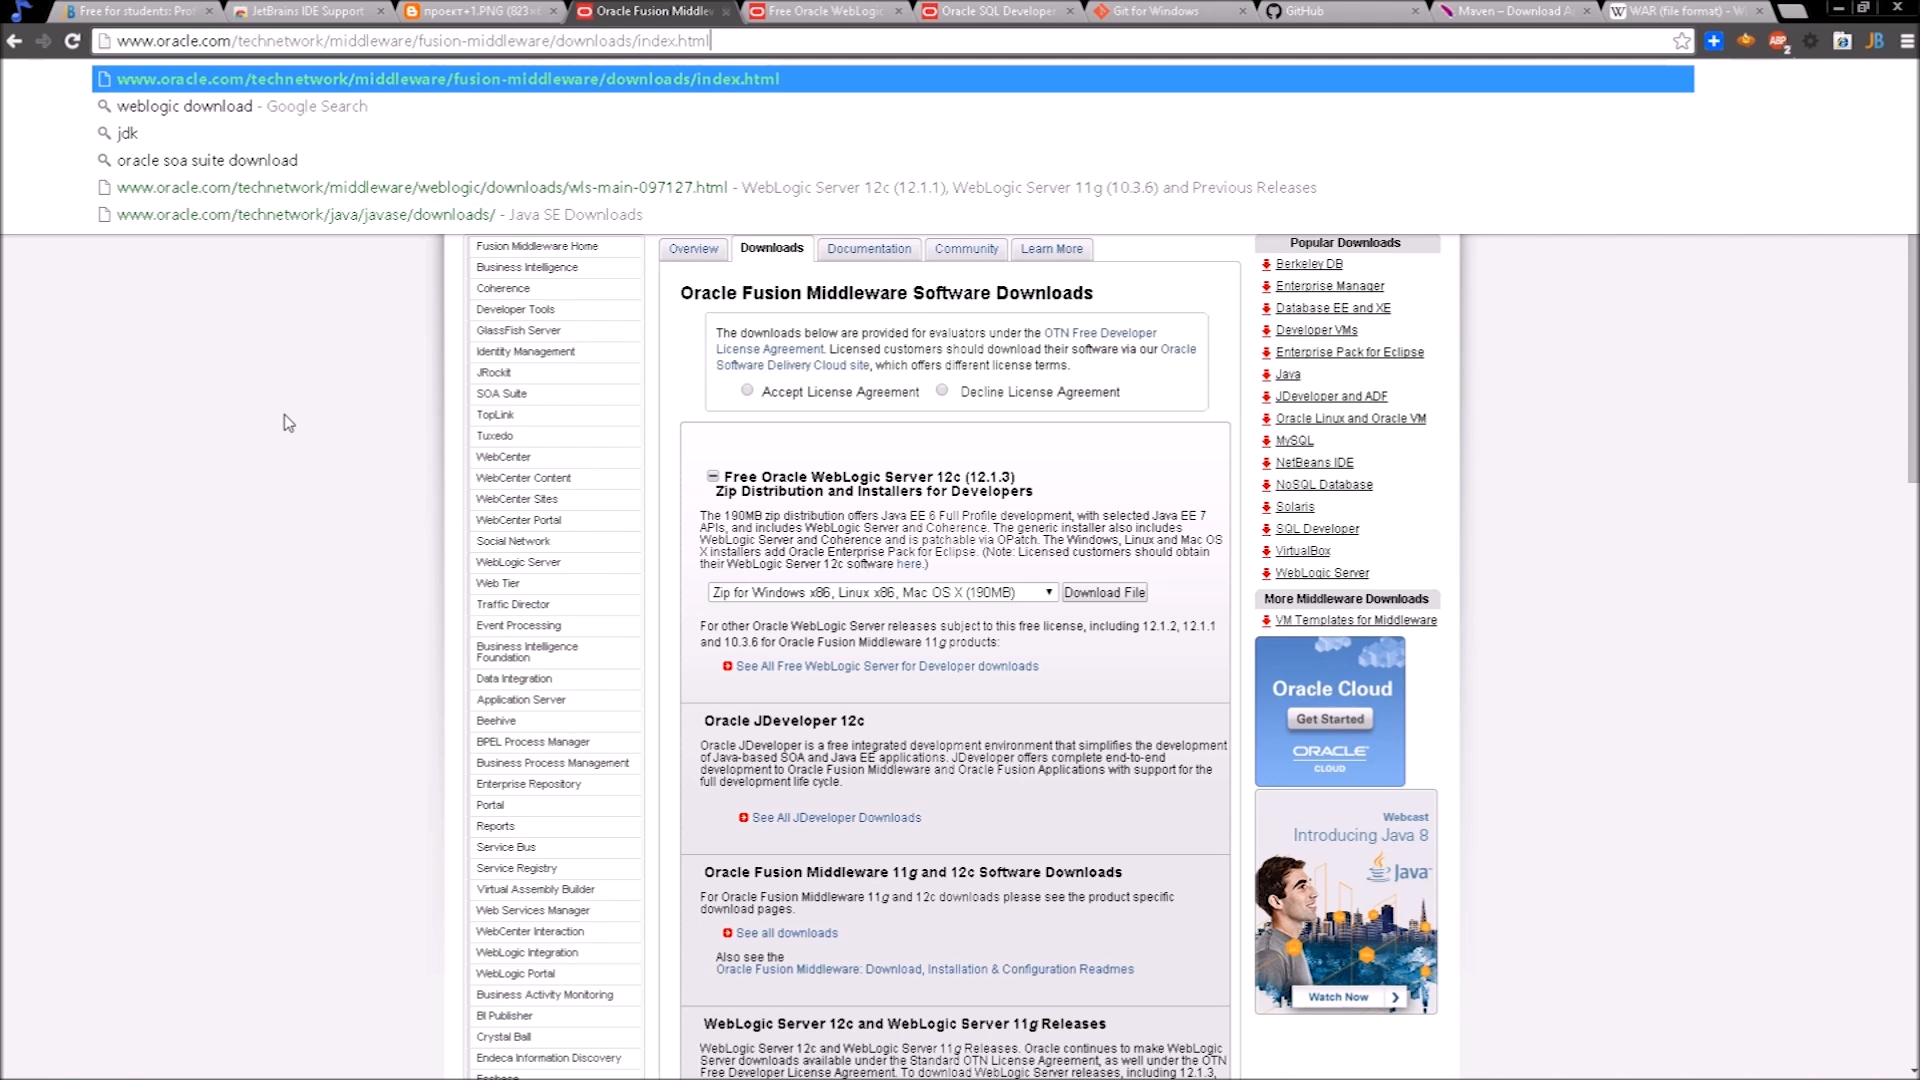 Free for students: Prof
JetBrains IDE Support
проект+1.PNG (823×6
Oracle Fusion Middlew
Free Oracle WebLogic
Oracle SQL Developer
Git for Windows
GitHub
Maven – Download A
WAR (file format) - Wi
www.oracle.com/technetwork/middleware/fusion-middleware/downloads/index.html
ABP
2
JB
www.oracle.com/technetwork/middleware/fusion-middleware/downloads/index.html
weblogic download - Google Search
jdk
oracle soa suite download
www.oracle.com/technetwork/middleware/weblogic/downloads/wls-main-097127.html - WebLogic Server 12c (12.1.1), WebLogic Server 11g (10.3.6) and Previous Releases
www.oracle.com/technetwork/java/javase/downloads/ - Java SE Downloads
Fusion Middleware Home
Business Intelligence
Coherence
Developer Tools
GlassFish Server
Identity Management
JRockit
SOA Suite
TopLink
Tuxedo
WebCenter
WebCenter Content
WebCenter Sites
WebCenter Portal
Social Network
WebLogic Server
Web Tier
Traffic Director
Event Processing
Business Intelligence
Foundation
Data Integration
Application Server
Beehive
BPEL Process Manager
Business Process Management
Enterprise Repository
Portal
Reports
Service Bus
Service Registry
Virtual Assembly Builder
Web Services Manager
WebCenter Interaction
WebLogic Integration
WebLogic Portal
Business Activity Monitoring
BI Publisher
Crystal Ball
Endeca Information Discovery
Overview
Downloads
Documentation
Community
Learn More
Oracle Fusion Middleware Software Downloads
The downloads below are provided for evaluators under the OTN Free Developer
License Agreement. Licensed customers should download their software via our Oracle
Software Delivery Cloud site, which offers different license terms.
Accept License Agreement
Decline License Agreement
Free Oracle WebLogic Server 12c (12.1.3)
Zip Distribution and Installers for Developers
The 190MB zip distribution offers Java EE 6 Full Profile development, with selected Java EE 7
APIs, and includes WebLogic Server and Coherence. The generic installer also includes
WebLogic Server and Coherence and is patchable via OPatch. The Windows, Linux and Mac OS
X installers add Oracle Enterprise Pack for Eclipse. (Note: Licensed customers should obtain
their WebLogic Server 12c software here.)
Zip for Windows x86, Linux x86, Mac OS X (190MB)
Download File
For other Oracle WebLogic Server releases subject to this free license, including 12.1.2, 12.1.1
and 10.3.6 for Oracle Fusion Middleware 11g products:
See All Free WebLogic Server for Developer downloads
Oracle JDeveloper 12c
Oracle JDeveloper is a free integrated development environment that simplifies the development
of Java-based SOA and Java EE applications. JDeveloper offers complete end-to-end
development to Oracle Fusion Middleware and Oracle Fusion Applications with support for the
full development life cycle.
See All JDeveloper Downloads
Oracle Fusion Middleware 11g and 12c Software Downloads
For Oracle Fusion Middleware 11g and 12c downloads please see the product specific
download pages.
See all downloads
Also see the
Oracle Fusion Middleware: Download, Installation & Configuration Readmes
WebLogic Server 12c and WebLogic Server 11g Releases
WebLogic Server 12c and WebLogic Server 11g Releases. Oracle continues to make WebLogic
Server downloads available under the Standard OTN License Agreement, as well under the OTN
Free Developer License Agreement. To download WebLogic Server releases, including 12.1.3,
Popular Downloads
Berkeley DB
Enterprise Manager
Database EE and XE
Developer VMs
Enterprise Pack for Eclipse
Java
JDeveloper and ADF
Oracle Linux and Oracle VM
MySQL
NetBeans IDE
NoSQL Database
Solaris
SQL Developer
VirtualBox
WebLogic Server
More Middleware Downloads
VM Templates for Middleware
Oracle Cloud
Get Started
ORACLE
CLOUD
Webcast
Introducing Java 8
Java
Watch Now